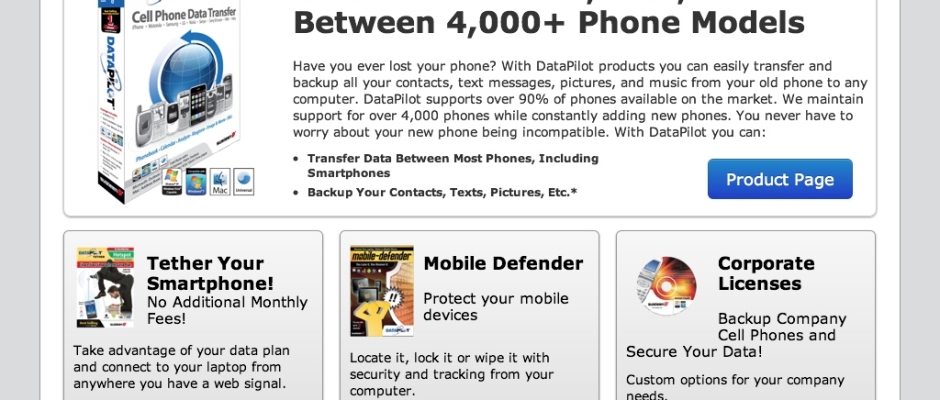 Between 4,000+ Phone Models
Cell Phone Data Transfer
DATAPILOT
Have you ever lost your phone? With DataPilot products you can easily transfer and
backup all your contacts, text messages, pictures, and music from your old phone to any
computer. DataPilot supports over 90% of phones available on the market. We maintain
support for over 4,000 phones while constantly adding new phones. You never have to
worry about your new phone being incompatible. With DataPilot you can:
• Transfer Data Between Most Phones, Including
Smartphones
• Backup Your Contacts, Texts, Pictures, Etc.*
Mac
Universal
Product Page
Tether Your
Smartphone!
No Additional Monthly
Fees!
Take advantage of your data plan
and connect to your laptop from
anywhere you have a web signal.
mobile-defender
!!
DATAPILOT
Mobile Defender
Protect your mobile
devices
Locate it, lock it or wipe it with
security and tracking from your
computer.
Corporate
Licenses
Backup Company
Cell Phones and
Secure Your Data!
Custom options for your company
needs.